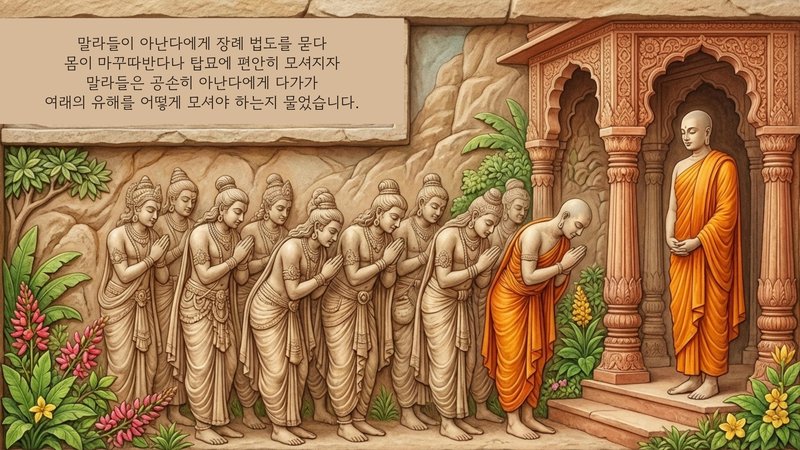 말라들이 아난다에게 장례 법도를 묻다
몸이 마꾸따반다나 탑묘에 편안히 모셔지자
말라들은 공손히 아난다에게 다가가
여래의 유해를 어떻게 모셔야 하는지 물었습니다.